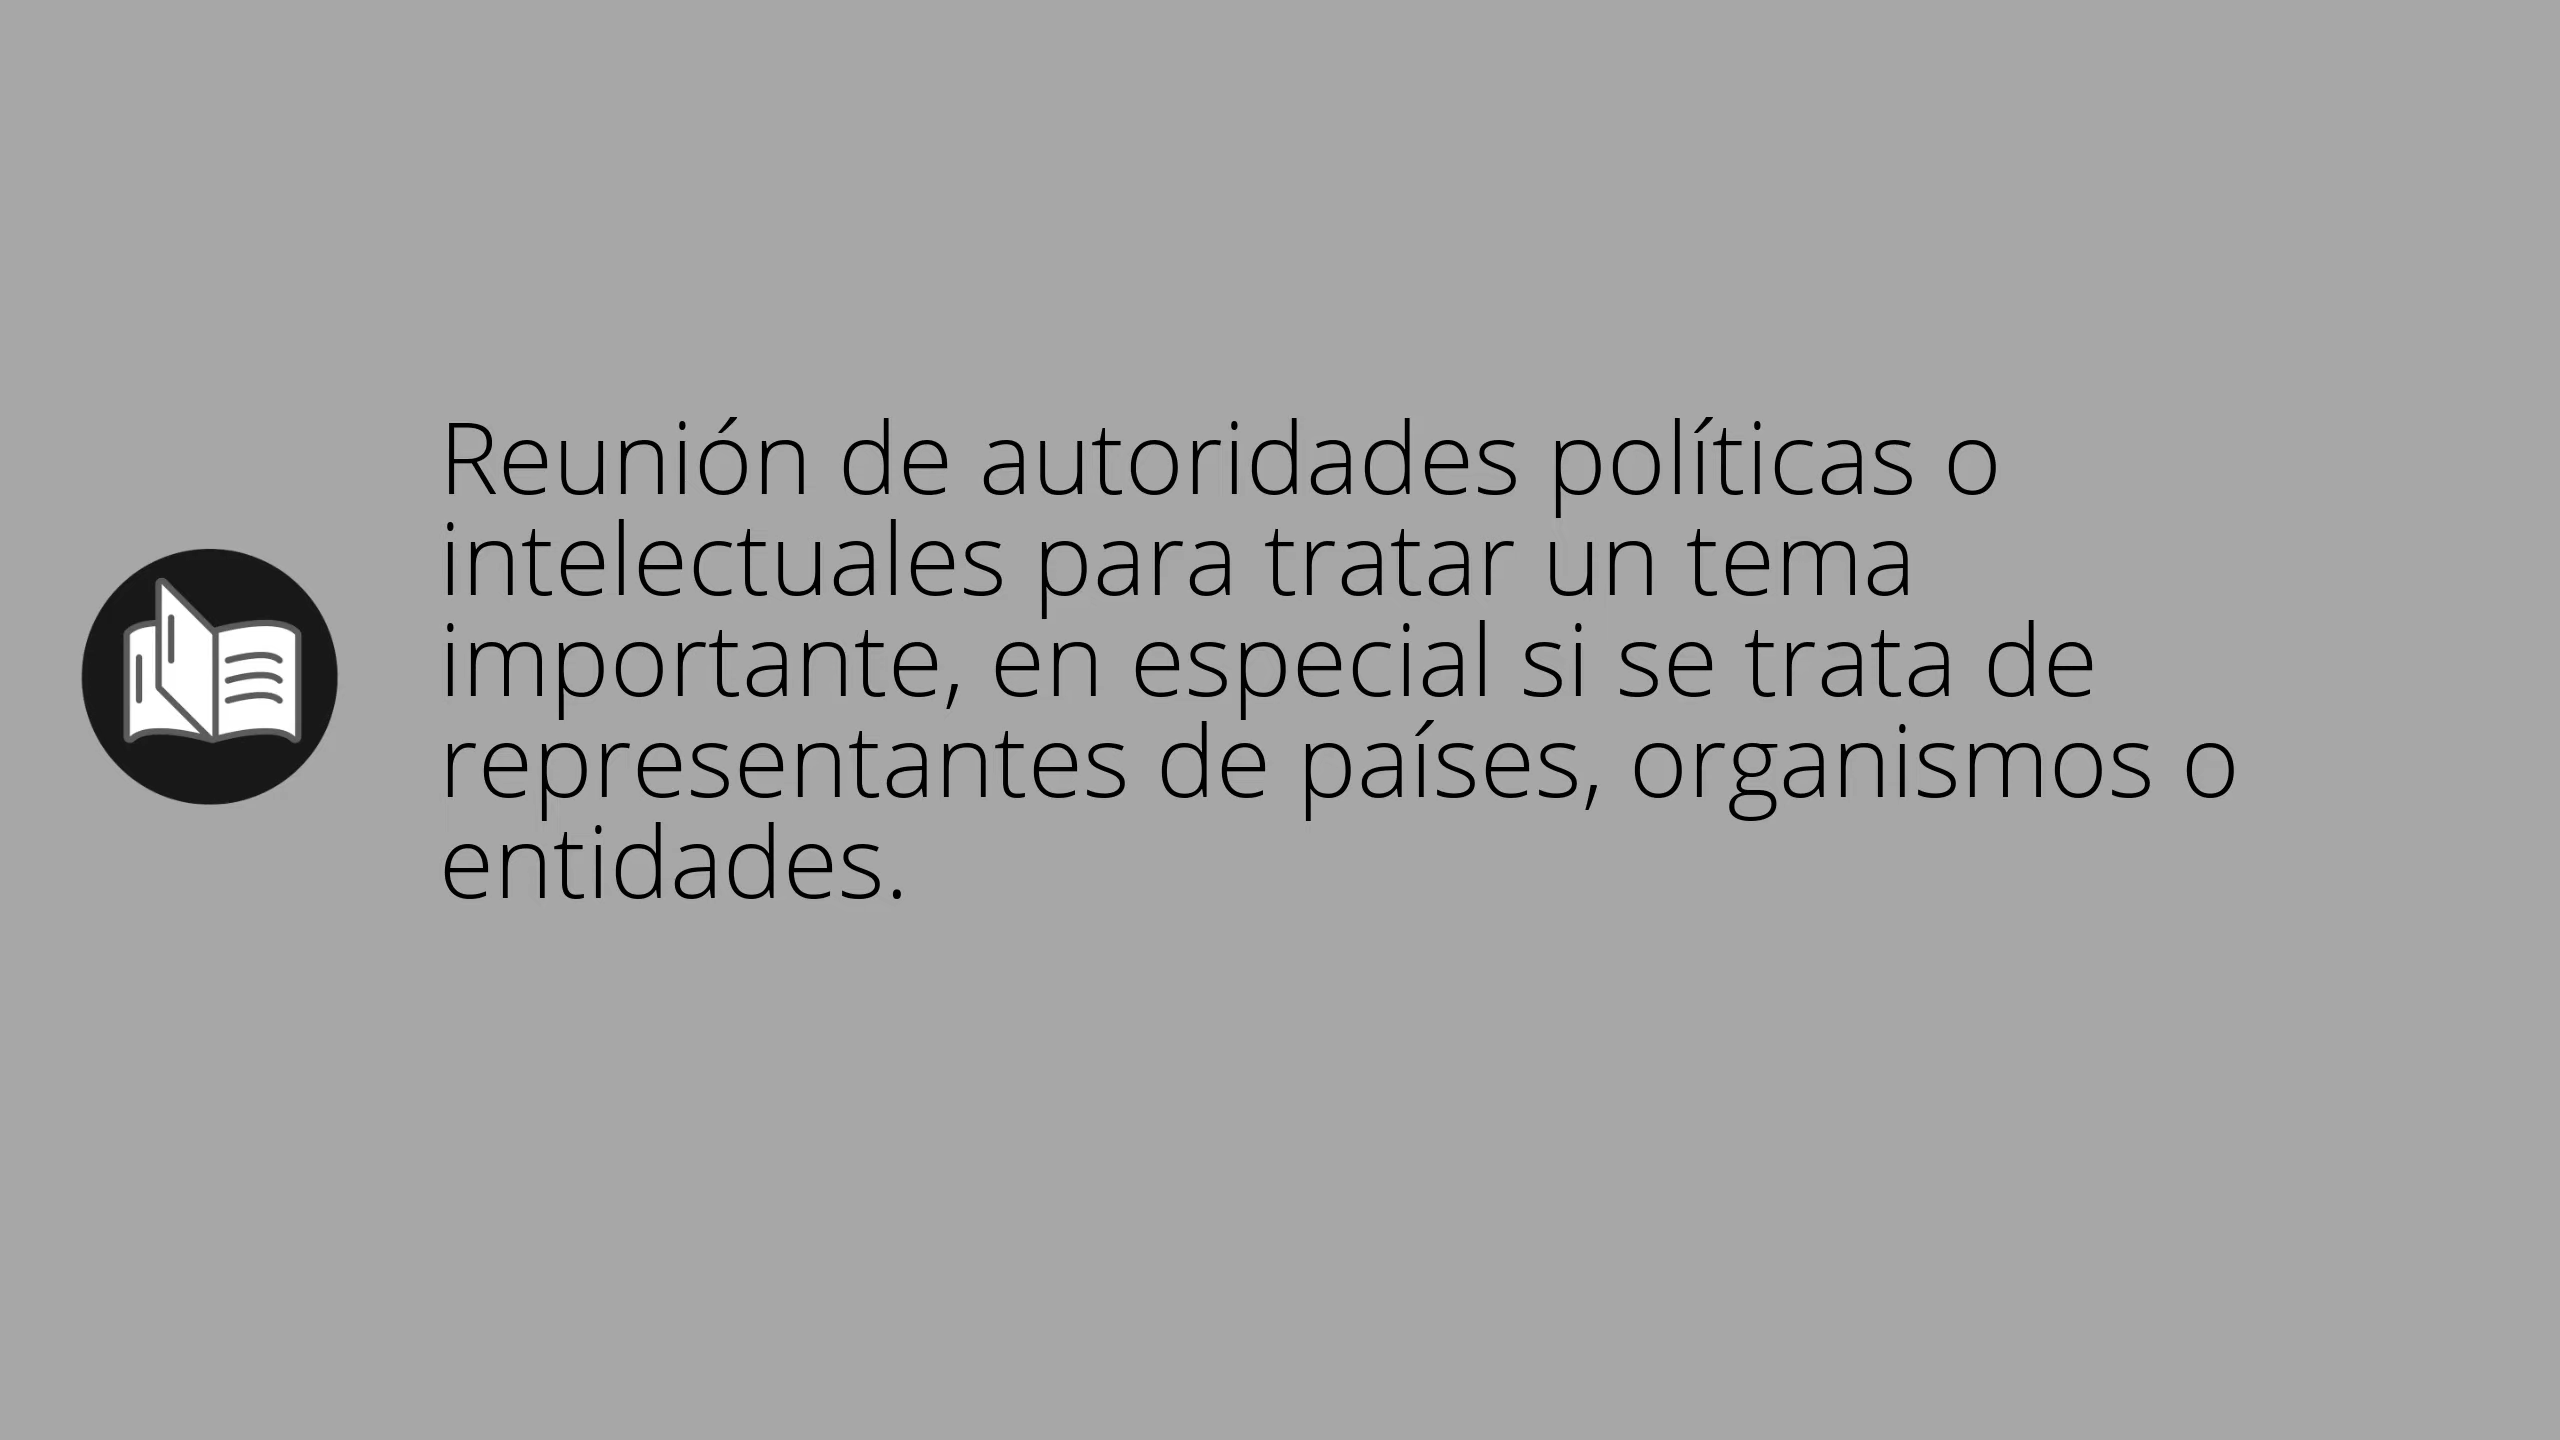 Reunión de autoridades políticas o
intelectuales para tratar un tema
importante, en especial si se trata de
representantes de países, organismos o
entidades.